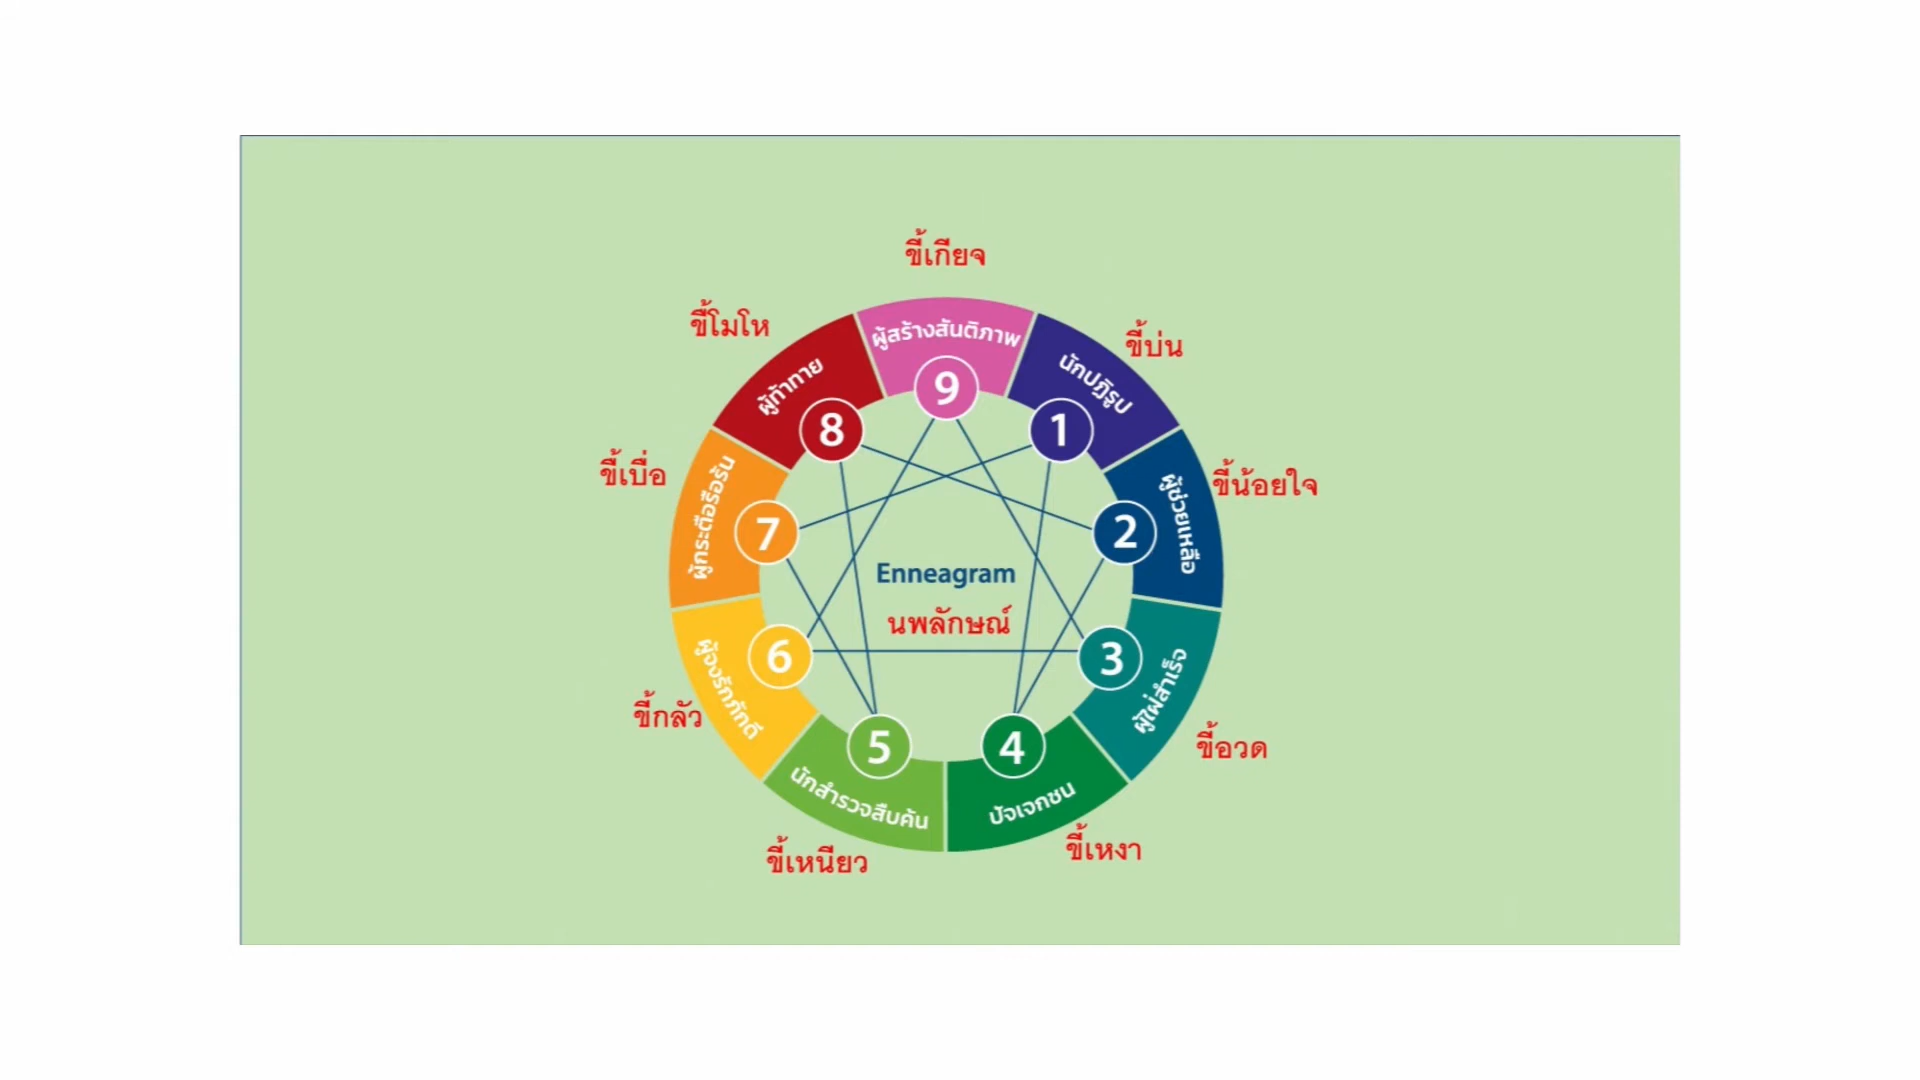 ขี้เกียจ
ขี้โมโห
ผู้สร้างสันติภาพ
ขี้บ่น
ผู้ท้าทาย
นักปฏิรูป
9
8
1
ขี้เบื่อ
ผู้กระตือรือร้น
ผู้ช่วยเหลือ
ขี้น้อยใจ
7
2
Enneagram
นพลักษณ์
6
3
ผู้จงรักภักดี
ผู้ใฝ่สำเร็จ
ขี้กลัว
ขี้อวด
5
4
นักสำรวจสืบค้น
ปัจเจกชน
ขี้เหนียว
ขี้เหงา